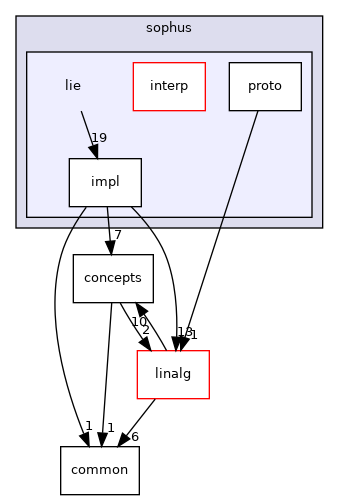 sophus
lie
interp
proto
19
impl
7
concepts
10
2
13
1
linalg
1
1
6
common